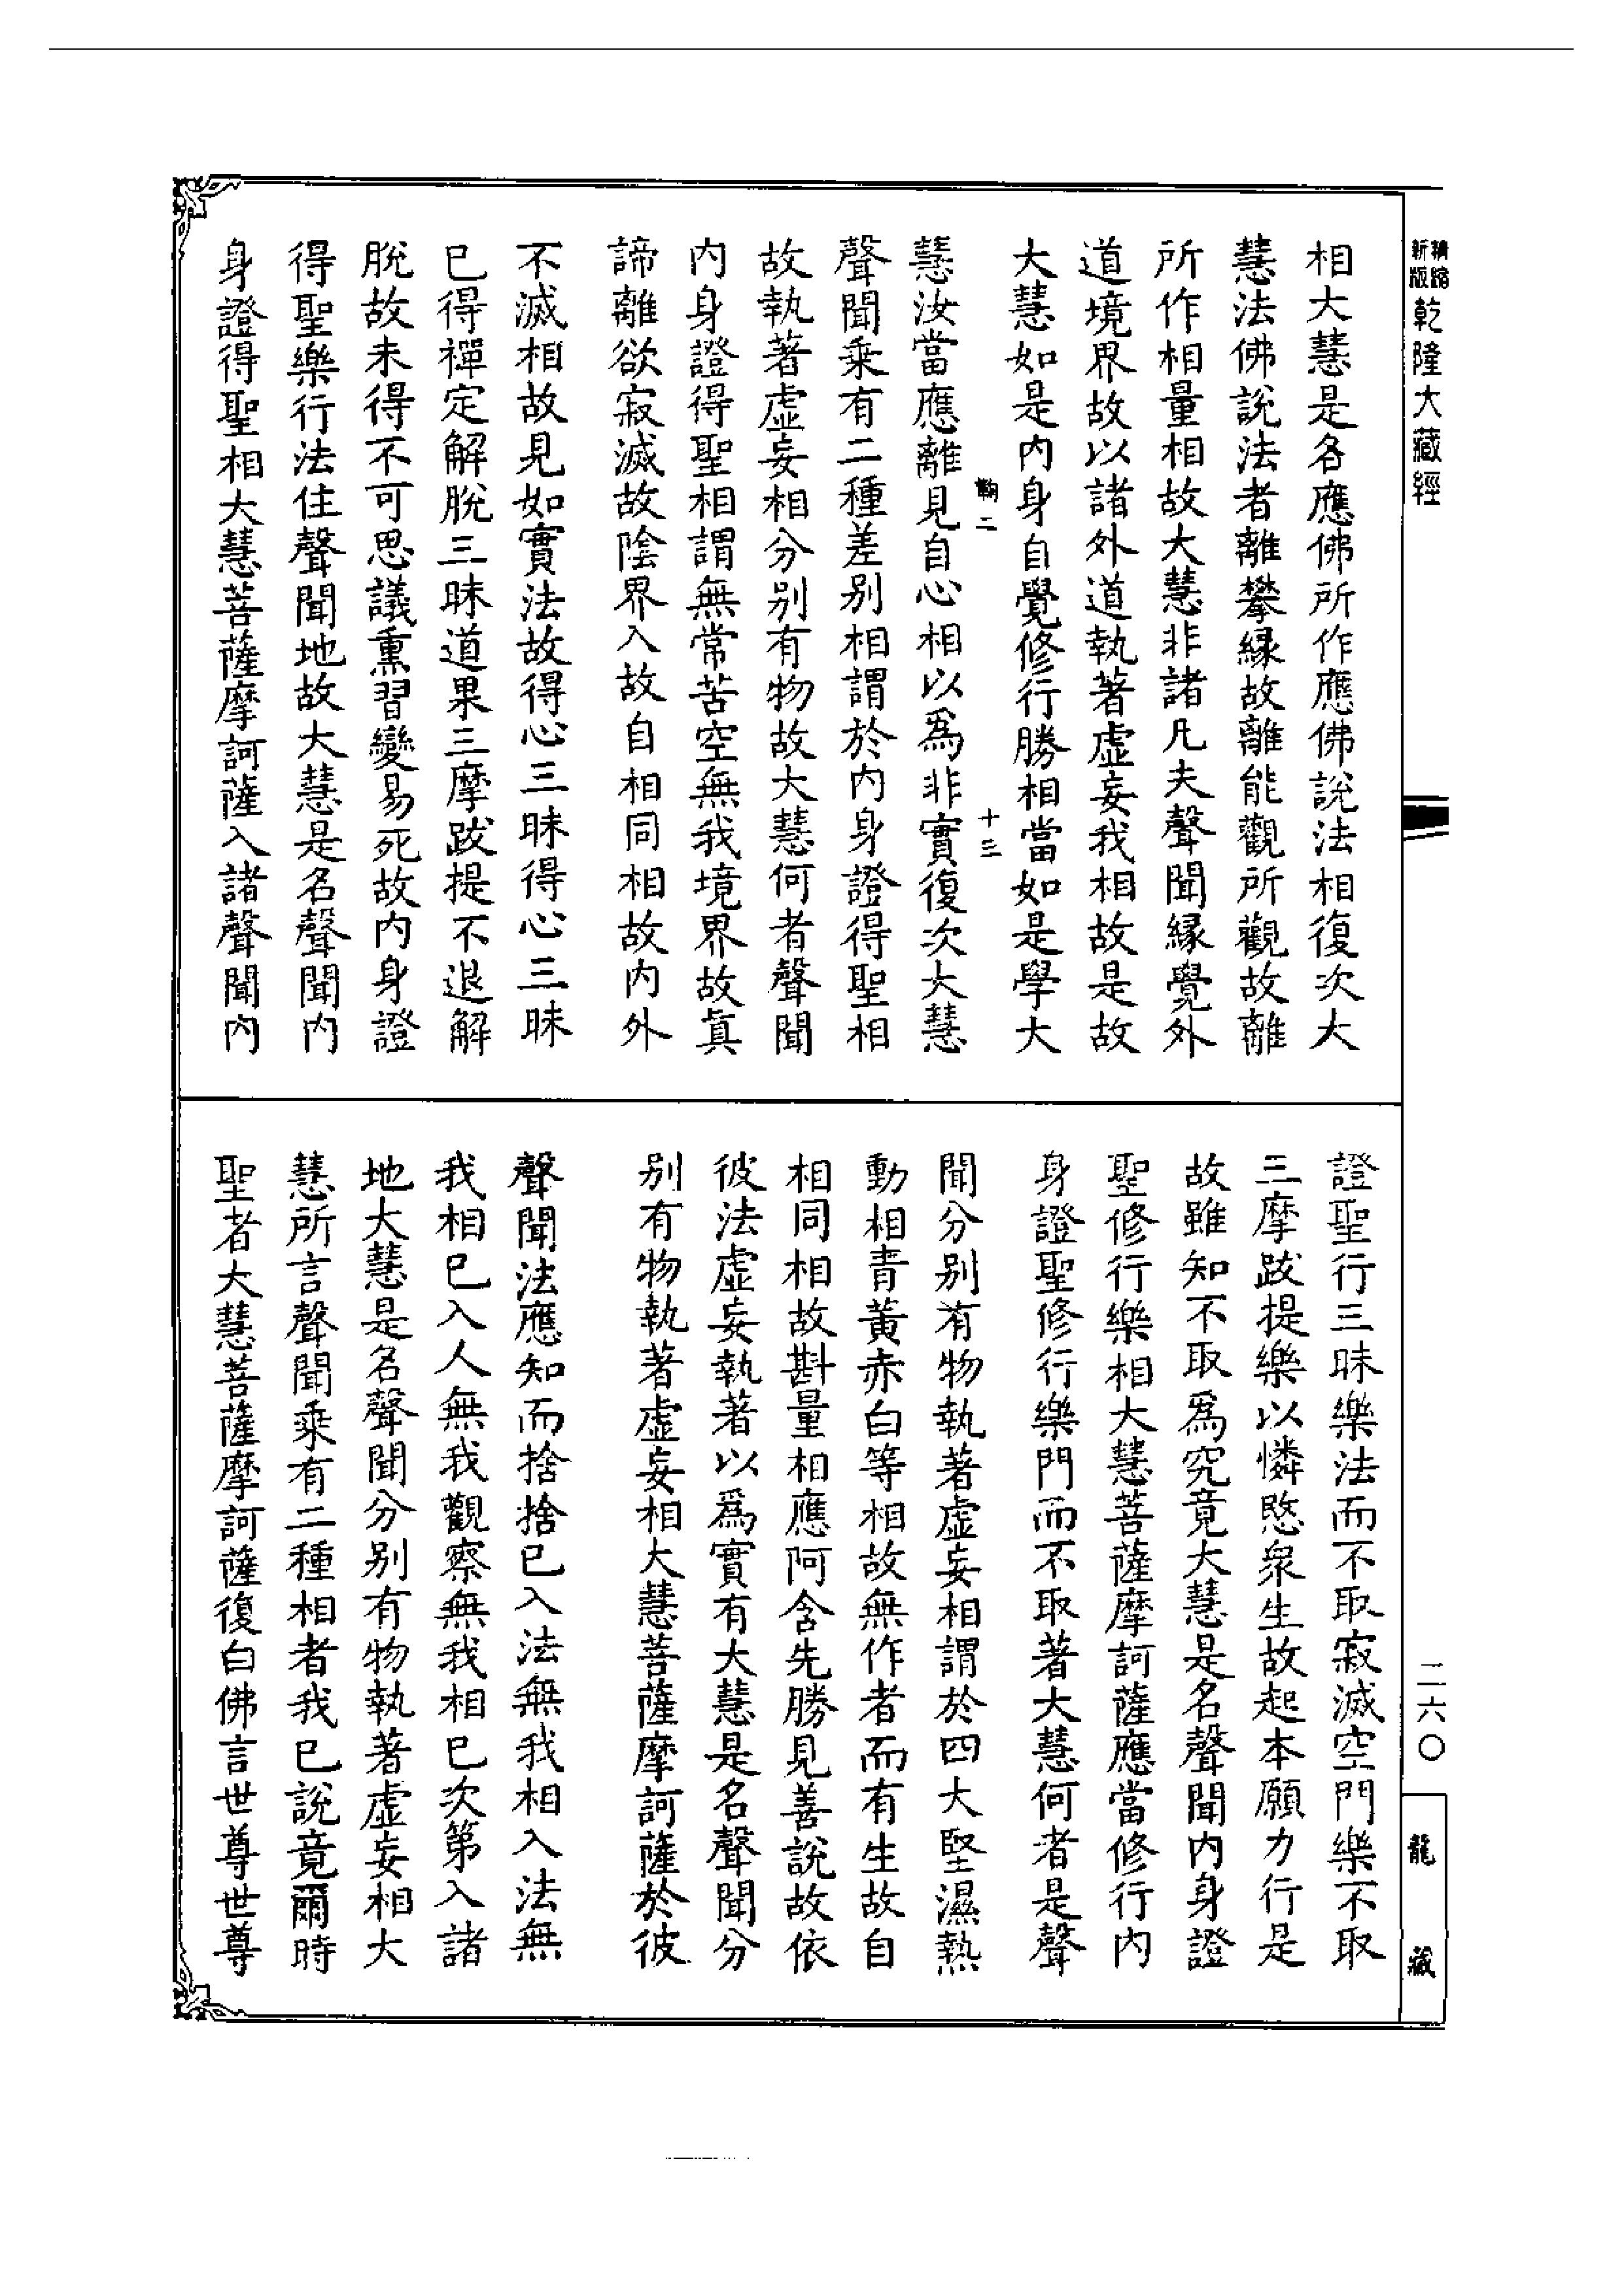 精縮新版乾隆大藏經
相大慧是各應佛所作應佛說法相復次大
慧法佛說法者離攀緣故離能觀所觀故離
所作相量相故大慧非諸凡夫聲聞緣覺外
道境界故以諸外道執著虛妄我相故是故
大慧如是內身自覺修行勝相當如是學大
二 十三
慧汝當應離見自心相以為非實復次大慧
聲聞乘有二種差别相謂於內身證得聖相
故執著虛妄相分别有物故大慧何者聲聞
內身證得聖相謂無常苦空無我境界故真
諦離欲寂滅故陰界入故自相同相故內外
不滅相故見如實法故得心三昧得心三昧
已得禪定解脫三昧道果三摩跋提不退解
脫故未得不可思議熏習變易死故內身證
得聖樂行法住聲聞地故大慧是名聲聞內
身證得聖相大慧菩薩摩訶薩入諸聲聞內
證聖行三昧樂法而不取寂滅空門樂不取
三摩跋提樂以憐愍眾生故起本願力行是
故雖知不取為究竟大慧是名聲聞內身證
聖修行樂相大慧菩薩摩訶薩應當修行內
身證聖修行樂門而不取著大慧何者是聲
聞分别有物執著虛妄相謂於四大堅濕熱
動相青黃赤白等相故無作者而有生故自
相同相故斟量相應阿含先勝見善說故依
彼法虛妄執著以為實有大慧是名聲聞分
别有物執著虛妄相大慧菩薩摩訶薩於彼
聲聞法應知而捨捨已入法無我相入法無
我相已入人無我觀察無我相已次第入諸
地大慧是名聲聞分别有物執著虛妄相大
慧所言聲聞乘有二種相者我已說竟爾時
聖者大慧菩薩摩訶薩復白佛言世尊世尊
二六〇
龍藏